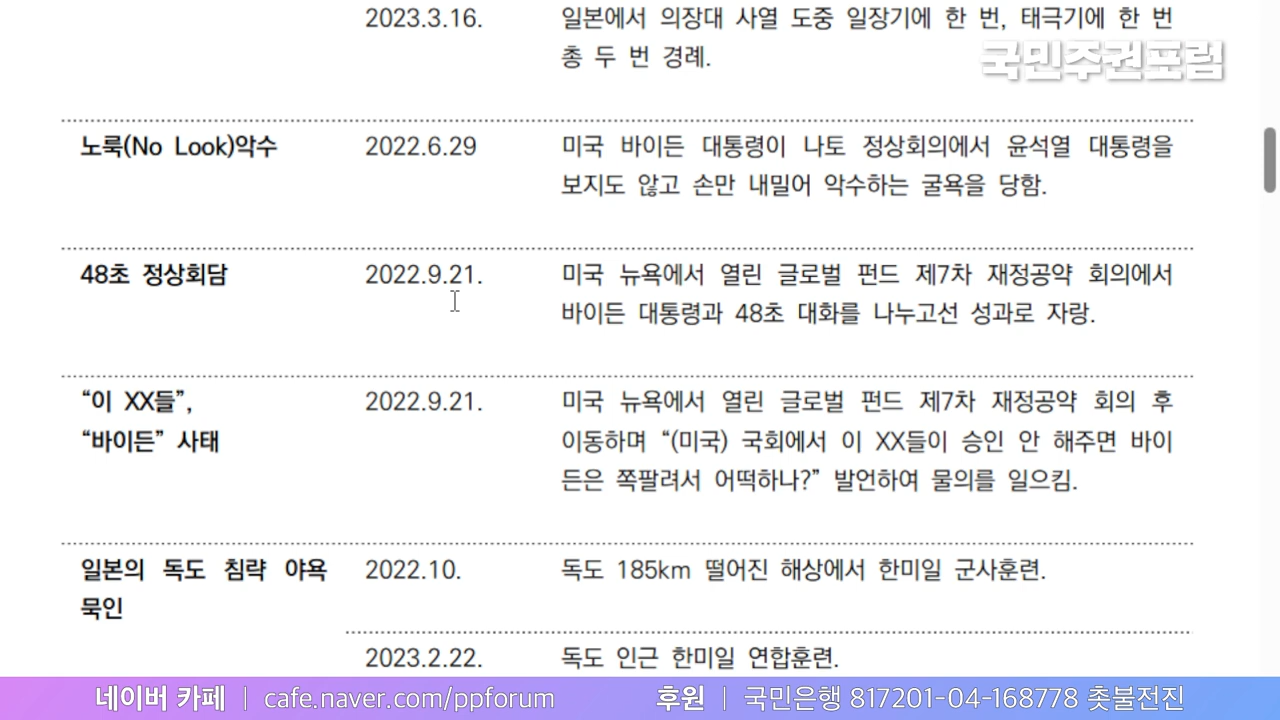 2023.3.16. 일본에서 의장대 사열 도중 일장기에 한 번, 태극기에 한 번
총 두 번 경례.
국민주권포럼
노룩(No Look)악수 2022.6.29 미국 바이든 대통령이 나토 정상회의에서 윤석열 대통령을
보지도 않고 손만 내밀어 악수하는 굴욕을 당함.
48초 정상회담 2022.9.21. 미국 뉴욕에서 열린 글로벌 펀드 제7차 재정공약 회의에서
바이든 대통령과 48초 대화를 나누고선 성과로 자랑.
“이 XX들”, 2022.9.21. 미국 뉴욕에서 열린 글로벌 펀드 제7차 재정공약 회의 후
“바이든” 사태 이동하며 “(미국) 국회에서 이 XX들이 승인 안 해주면 바이
든은 쪽팔려서 어떡하나?” 발언하여 물의를 일으킴.
일본의 독도 침략 야욕 2022.10. 독도 185km 떨어진 해상에서 한미일 군사훈련.
묵인
2023.2.22. 독도 인근 한미일 연합훈련.
네이버 카페 | cafe.naver.com/ppforum 후원 | 국민은행 817201-04-168778 촛불전진